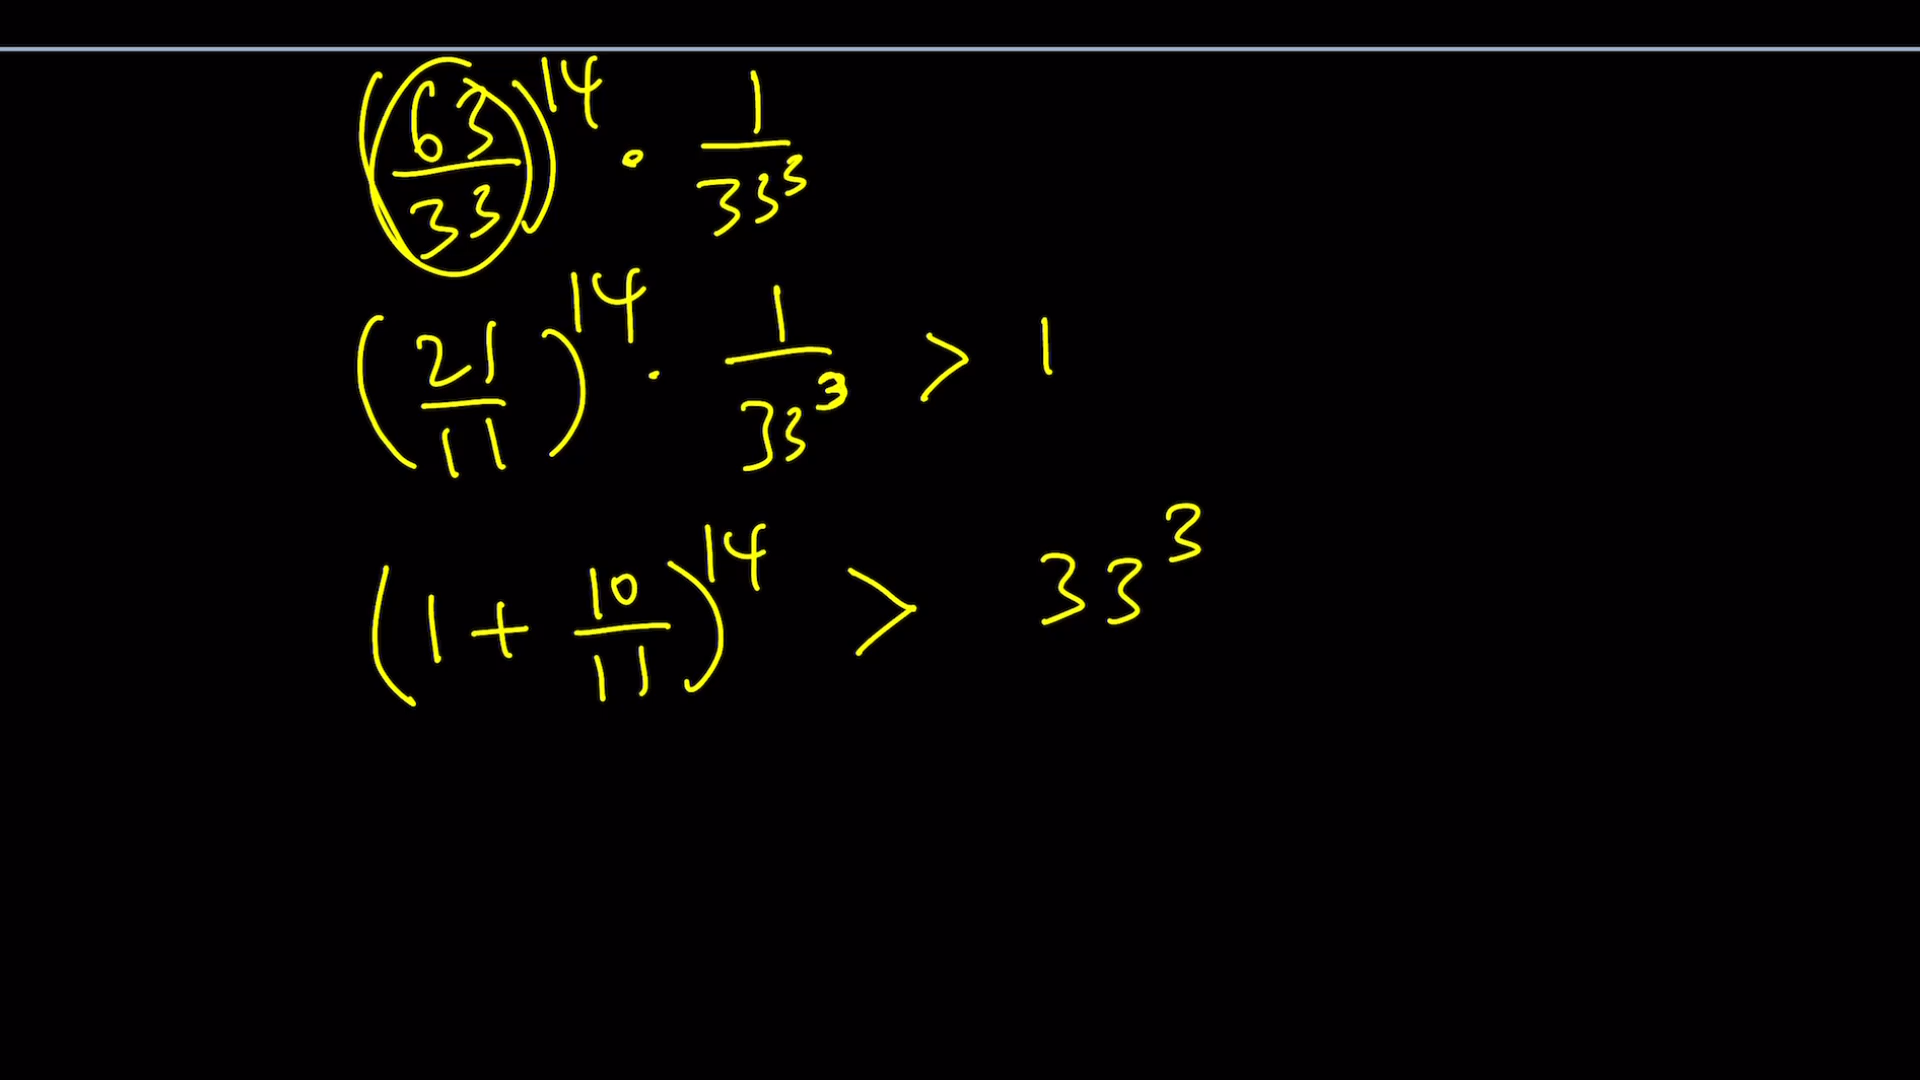 (63/33)^14 · 1/33^3
(21/11)^14 · 1/33^3 > 1
(1 + 10/11)^14 > 33^3